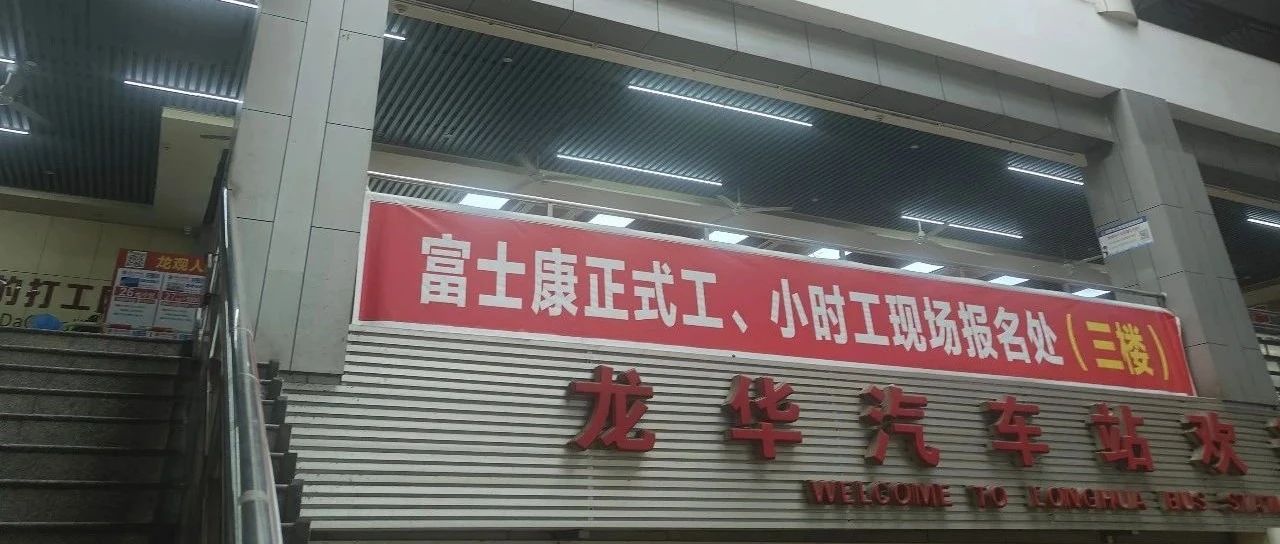 富士康正式工、小时工现场报名处（三楼）
龙华汽车站欢
WELCOME TO LONGHUA BUS
龙观人
的打工